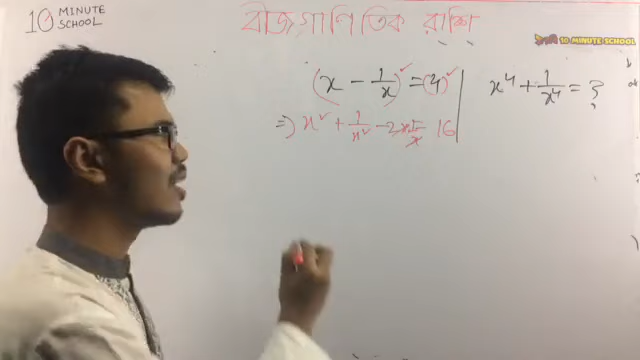 10 MINUTE SCHOOL
বীজগাণিতিক রাশি
10 MINUTE SCHOOL
(x - 1/x)² = (4)²
x⁴ + 1/x⁴ = ?
=> x² + 1/x² - 2·x·1/x = 16